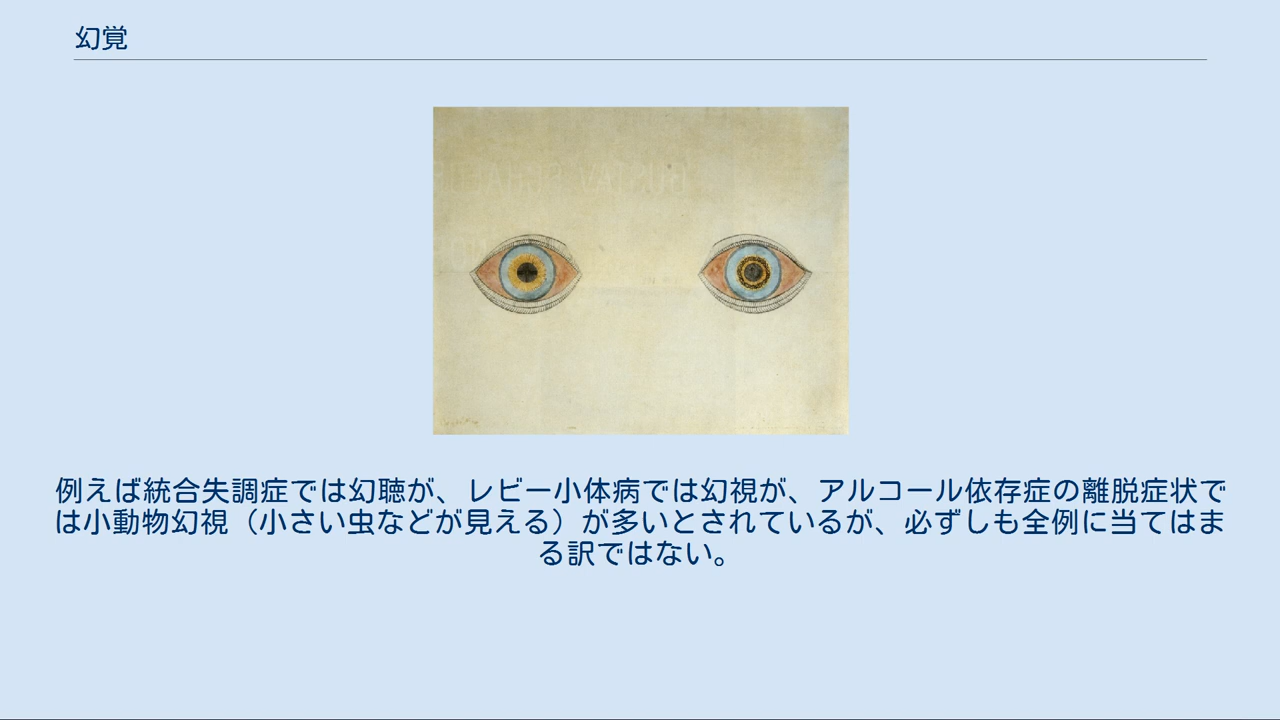 幻覚
例えば統合失調症では幻聴が、レビー小体病では幻視が、アルコール依存症の離脱症状で
は小動物幻視（小さい虫などが見える）が多いとされているが、必ずしも全例に当てはま
る訳ではない。